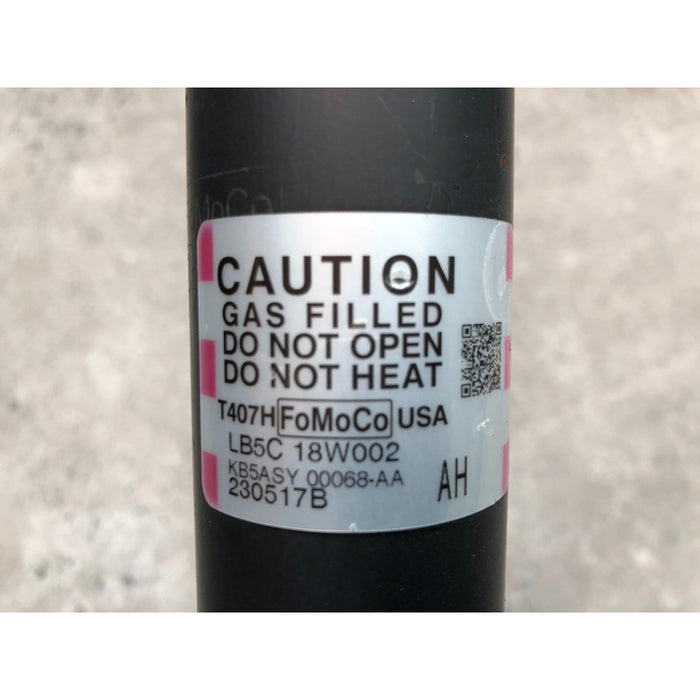 MoCo
CAUTION
GAS FILLED
DO NOT OPEN
DO NOT HEAT
T407H FoMoCo USA
LB5C 18W002
KB5ASY 00068-AA
230517B
AH